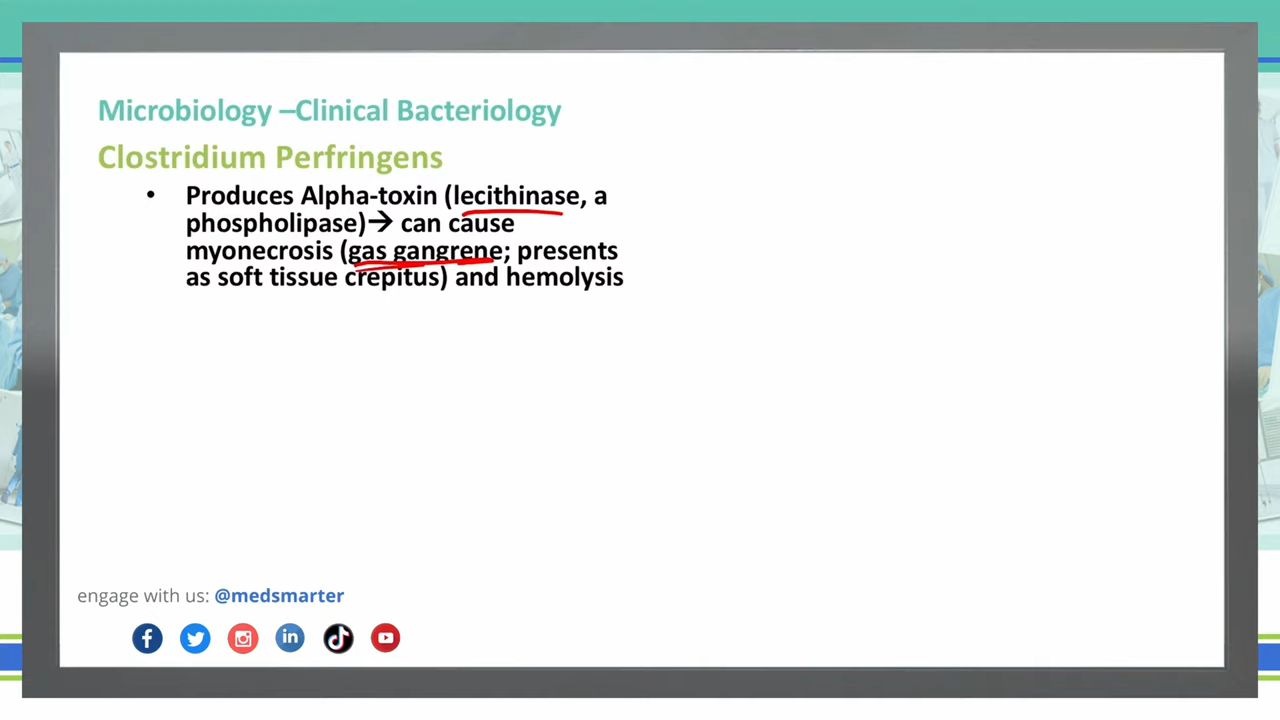 Microbiology –Clinical Bacteriology
Clostridium Perfringens
• Produces Alpha-toxin (lecithinase, a
phospholipase)→ can cause
myonecrosis (gas gangrene; presents
as soft tissue crepitus) and hemolysis
engage with us: @medsmarter